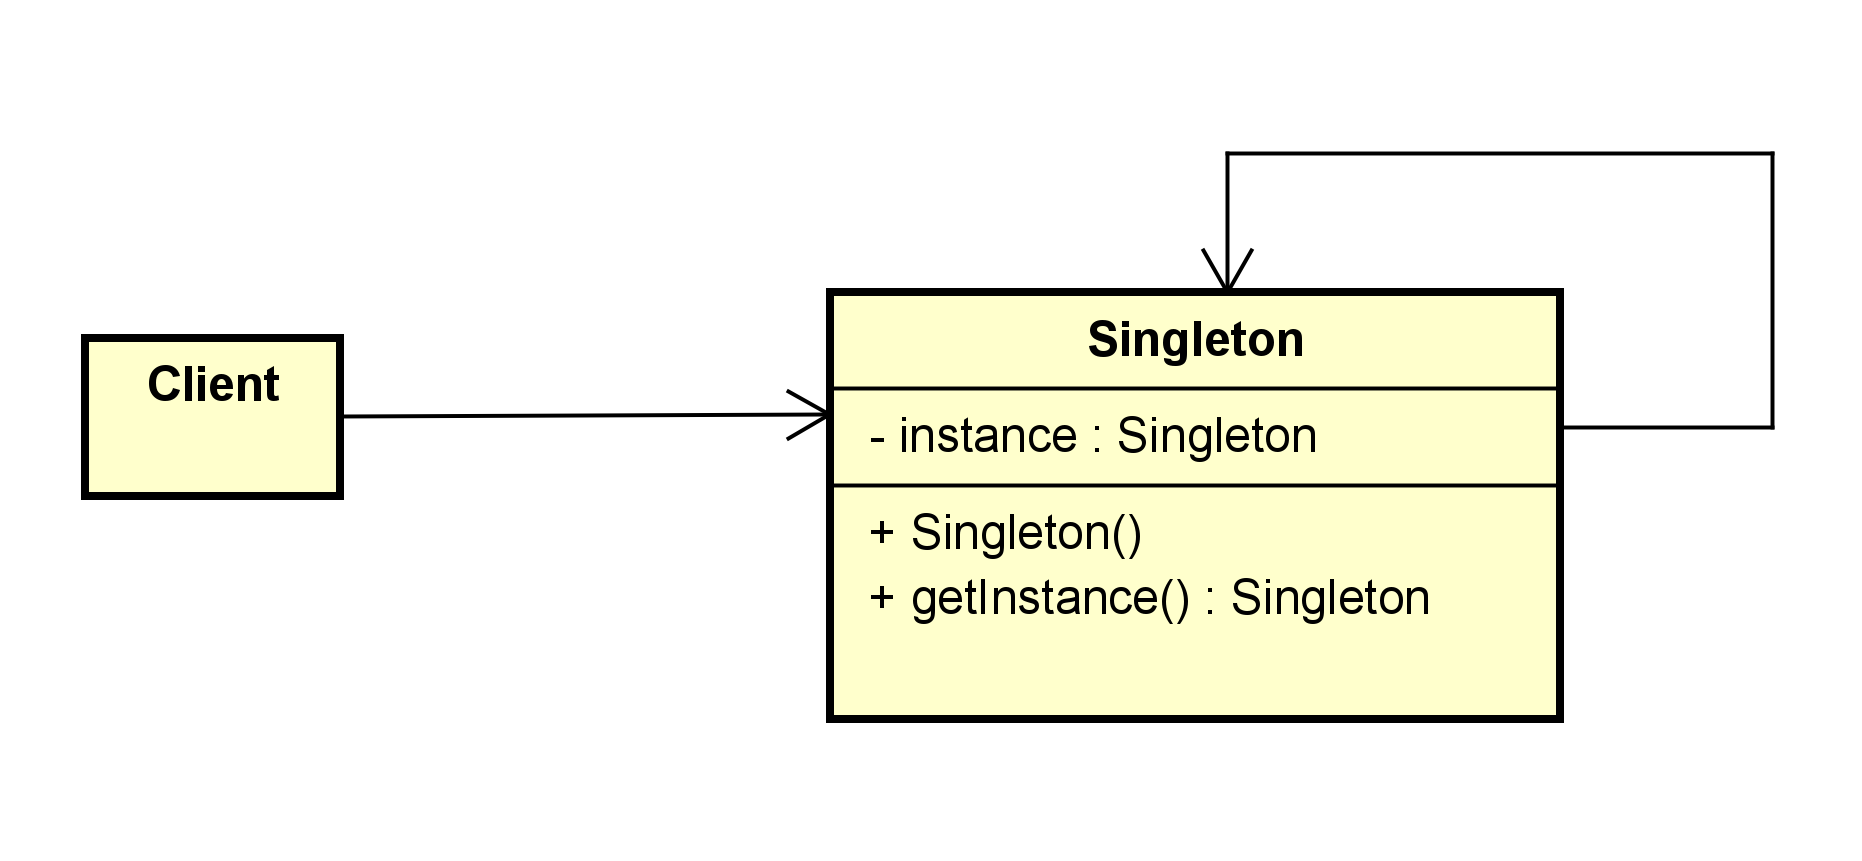 Client
Singleton
- instance : Singleton
+ Singleton()
+ getInstance() : Singleton